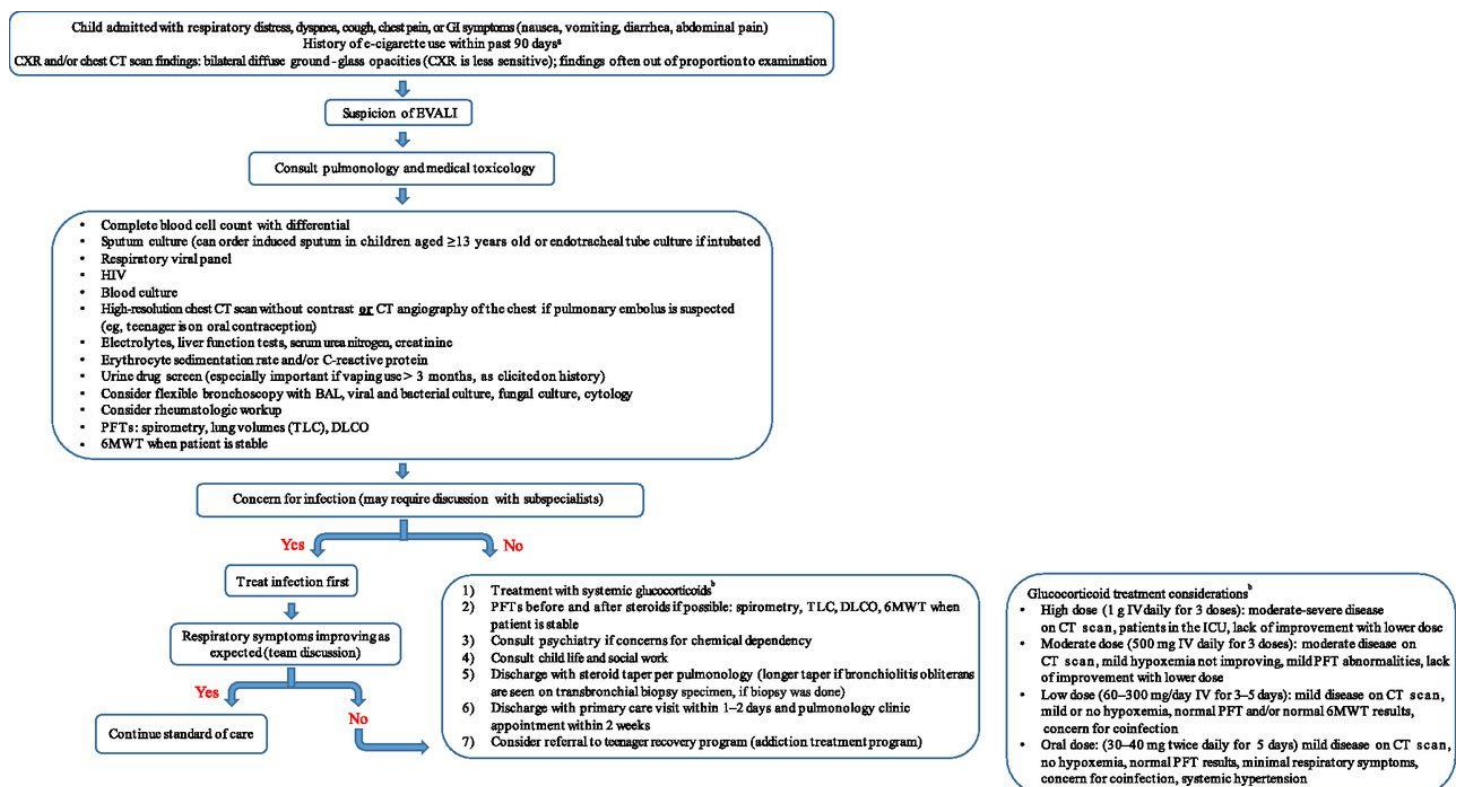 Child admitted with respiratory distress, dyspnea, cough, chest pain, or GI symptoms (nausea, vomiting, diarrhea, abdominal pain)
History of e-cigarette use within past 90 daysᵃ
CXR and/or chest CT scan findings: bilateral diffuse ground-glass opacities (CXR is less sensitive); findings often out of proportion to examination
Suspicion of EVALI
Consult pulmonology and medical toxicology
• Complete blood cell count with differential
• Sputum culture (can order induced sputum in children aged ≥13 years old or endotracheal tube culture if intubated
• Respiratory viral panel
• HIV
• Blood culture
• High-resolution chest CT scan without contrast or CT angiography of the chest if pulmonary embolus is suspected
(eg, teenager is on oral contraception)
• Electrolytes, liver function tests, serum urea nitrogen, creatinine
• Erythrocyte sedimentation rate and/or C-reactive protein
• Urine drug screen (especially important if vaping use > 3 months, as elicited on history)
• Consider flexible bronchoscopy with BAL, viral and bacterial culture, fungal culture, cytology
• Consider rheumatologic workup
• PFTs: spirometry, lung volumes (TLC), DLCO
• 6MWT when patient is stable
Concern for infection (may require discussion with subspecialists)
Yes
No
Treat infection first
Respiratory symptoms improving as
expected (team discussion)
Yes
No
Continue standard of care
1) Treatment with systemic glucocorticoidsᵇ
2) PFTs before and after steroids if possible: spirometry, TLC, DLCO, 6MWT when
patient is stable
3) Consult psychiatry if concerns for chemical dependency
4) Consult child life and social work
5) Discharge with steroid taper per pulmonology (longer taper if bronchiolitis obliterans
are seen on transbronchial biopsy specimen, if biopsy was done)
6) Discharge with primary care visit within 1–2 days and pulmonology clinic
appointment within 2 weeks
7) Consider referral to teenager recovery program (addiction treatment program)
Glucocorticoid treatment considerationsᵇ
• High dose (1 g IV daily for 3 doses): moderate-severe disease
on CT scan, patients in the ICU, lack of improvement with lower dose
• Moderate dose (500 mg IV daily for 3 doses): moderate disease on
CT scan, mild hypoxemia not improving, mild PFT abnormalities, lack
of improvement with lower dose
• Low dose (60–300 mg/day IV for 3–5 days): mild disease on CT scan,
mild or no hypoxemia, normal PFT and/or normal 6MWT results,
concern for coinfection
• Oral dose: (30–40 mg twice daily for 5 days) mild disease on CT scan,
no hypoxemia, normal PFT results, minimal respiratory symptoms,
concern for coinfection, systemic hypertension